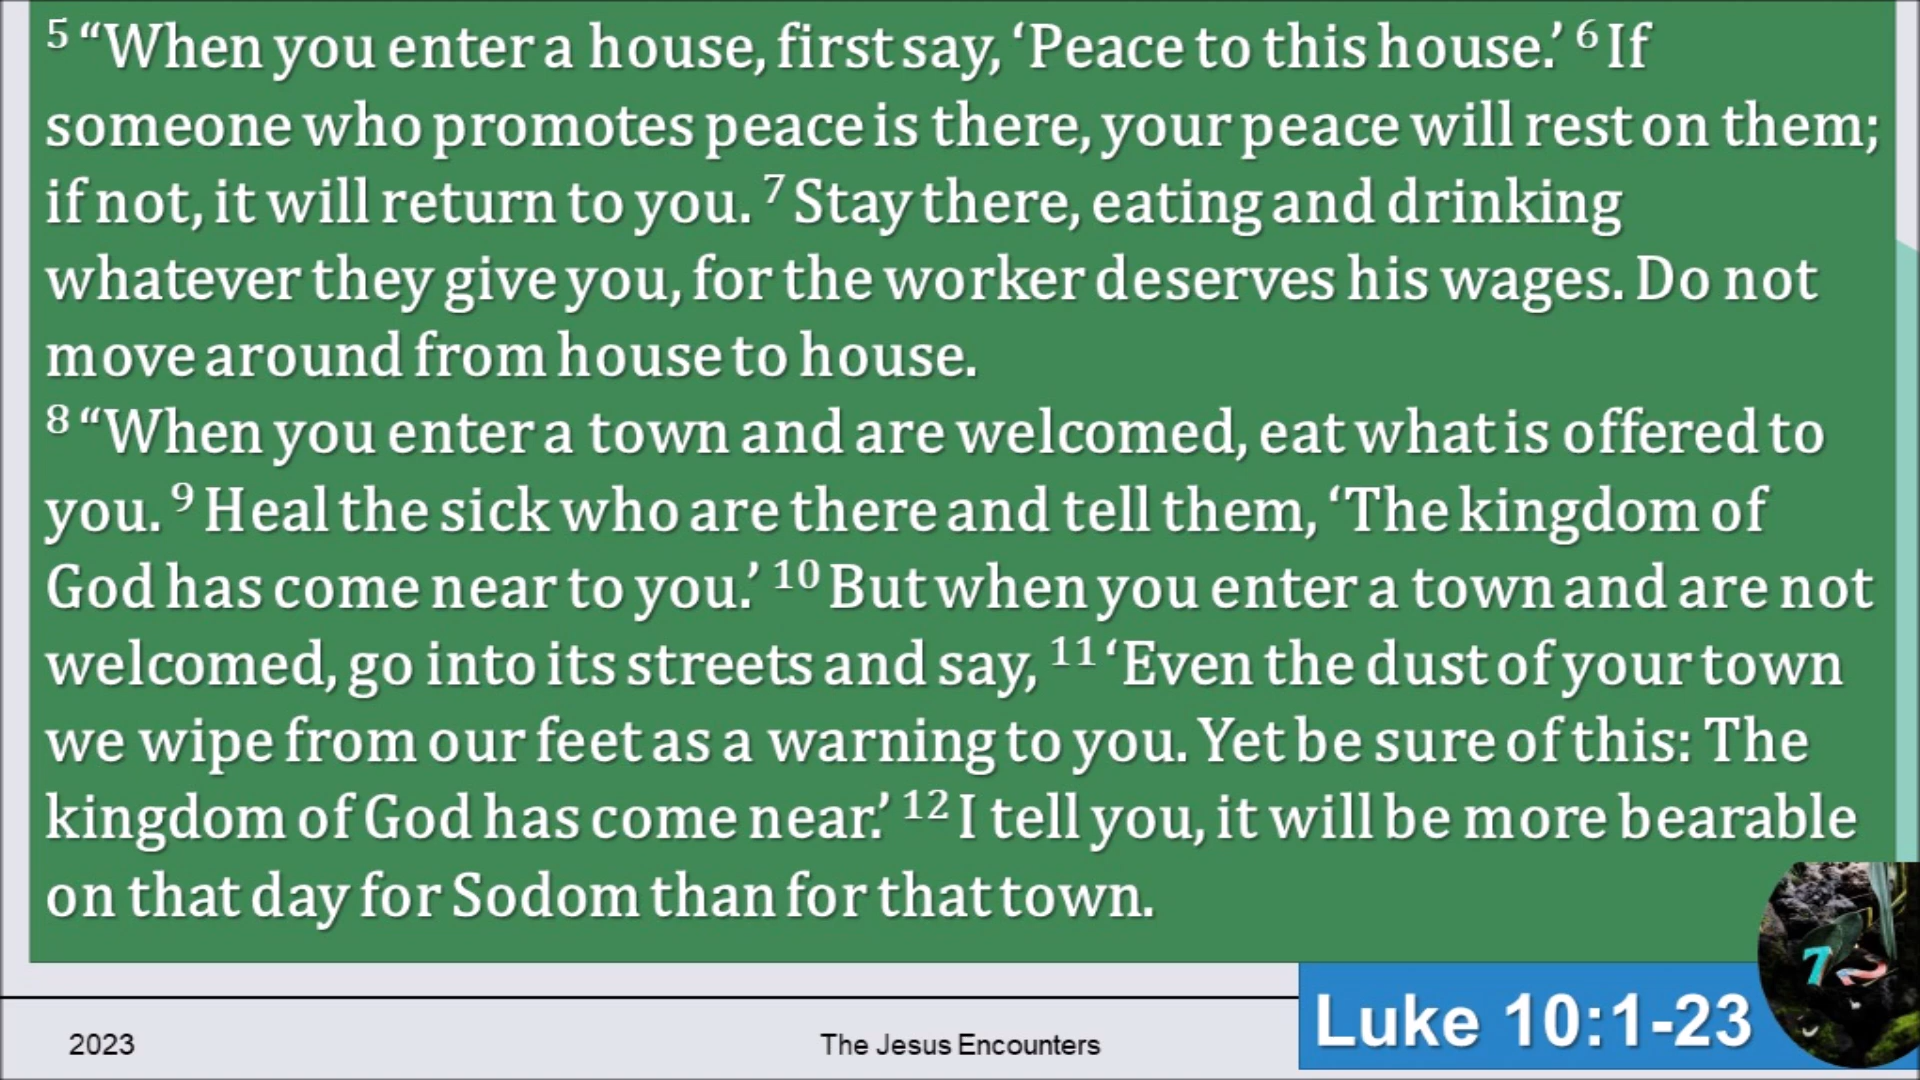 5 “When you enter a house, first say, ‘Peace to this house.’ 6 If
someone who promotes peace is there, your peace will rest on them;
if not, it will return to you. 7 Stay there, eating and drinking
whatever they give you, for the worker deserves his wages. Do not
move around from house to house.
8 “When you enter a town and are welcomed, eat what is offered to
you. 9 Heal the sick who are there and tell them, ‘The kingdom of
God has come near to you.’ 10 But when you enter a town and are not
welcomed, go into its streets and say, 11 ‘Even the dust of your town
we wipe from our feet as a warning to you. Yet be sure of this: The
kingdom of God has come near.’ 12 I tell you, it will be more bearable
on that day for Sodom than for that town.
72
2023
The Jesus Encounters
Luke 10:1-23